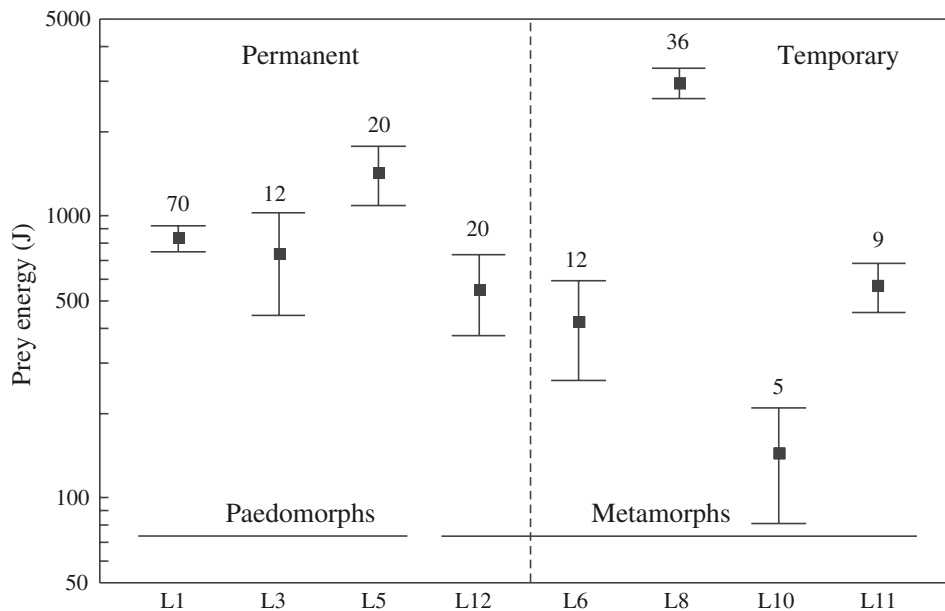 5000
1000
500
100
50
Prey energy (J)
Permanent
Temporary
70
12
20
20
12
36
5
9
Paedomorphs
Metamorphs
L1 L3 L5 L12 L6 L8 L10 L11